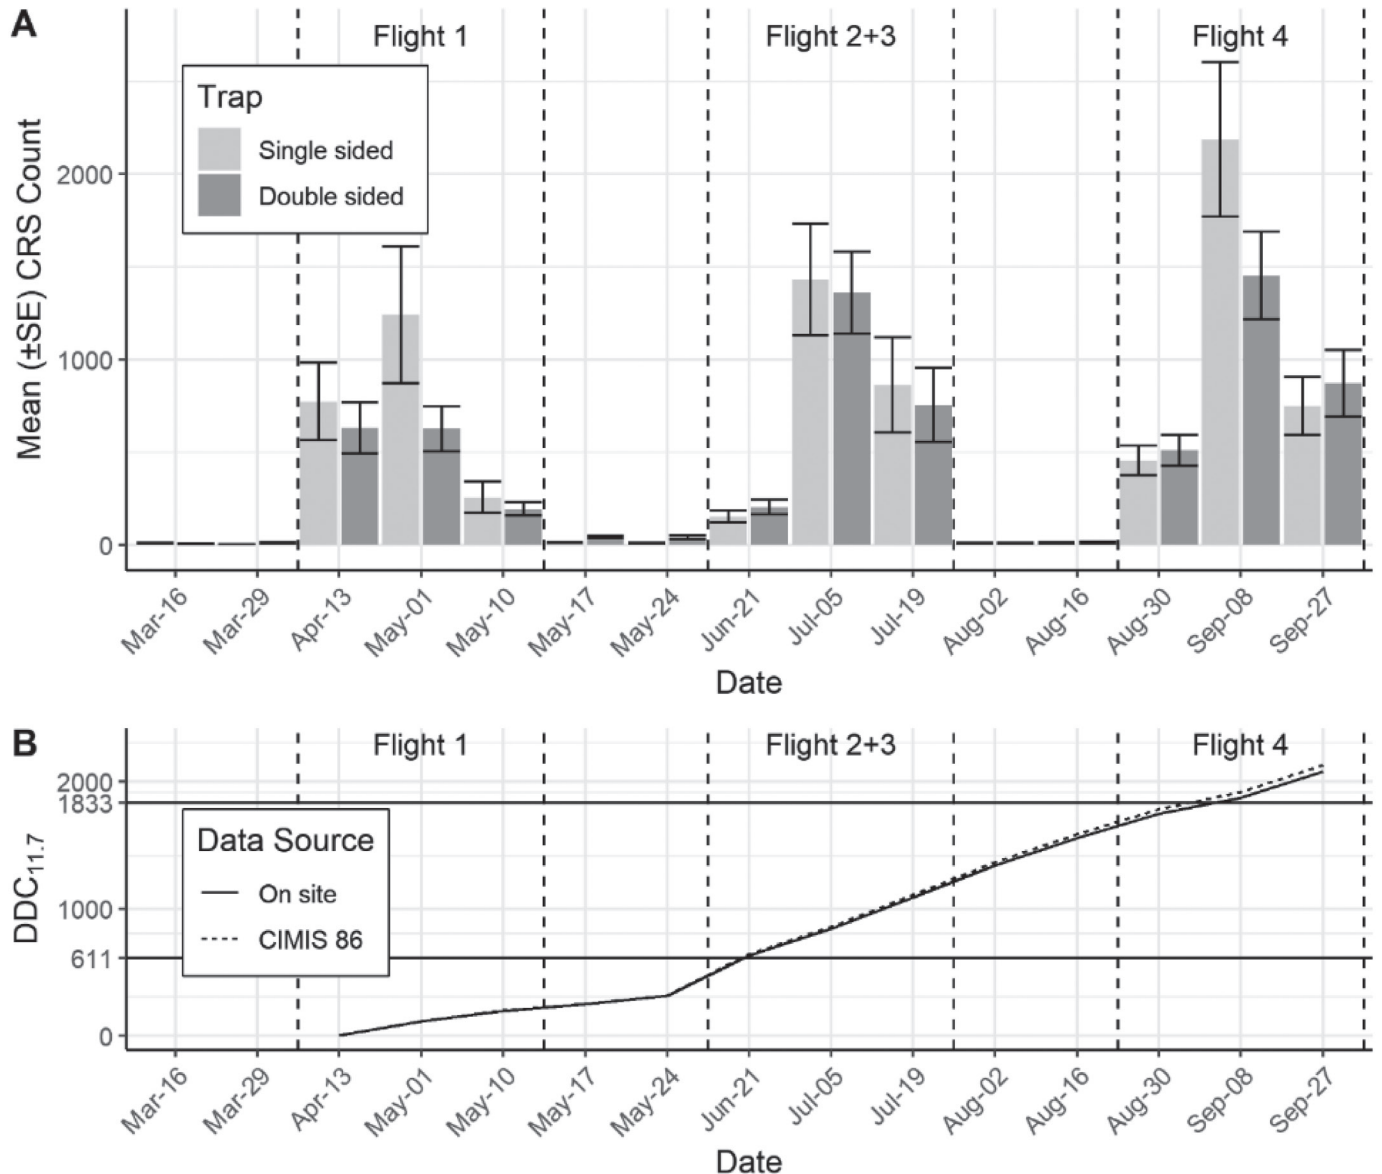 A
Flight 1
Flight 2+3
Flight 4
Trap
Single sided
Double sided
Mean (±SE) CRS Count
2000
1000
0
Mar-16
Mar-29
Apr-13
May-01
May-10
May-17
May-24
Jun-21
Jul-05
Jul-19
Aug-02
Aug-16
Aug-30
Sep-08
Sep-27
Date
B
Flight 1
Flight 2+3
Flight 4
Data Source
On site
CIMIS 86
DDC11.7
2000
1833
1000
611
0
Mar-16
Mar-29
Apr-13
May-01
May-10
May-17
May-24
Jun-21
Jul-05
Jul-19
Aug-02
Aug-16
Aug-30
Sep-08
Sep-27
Date